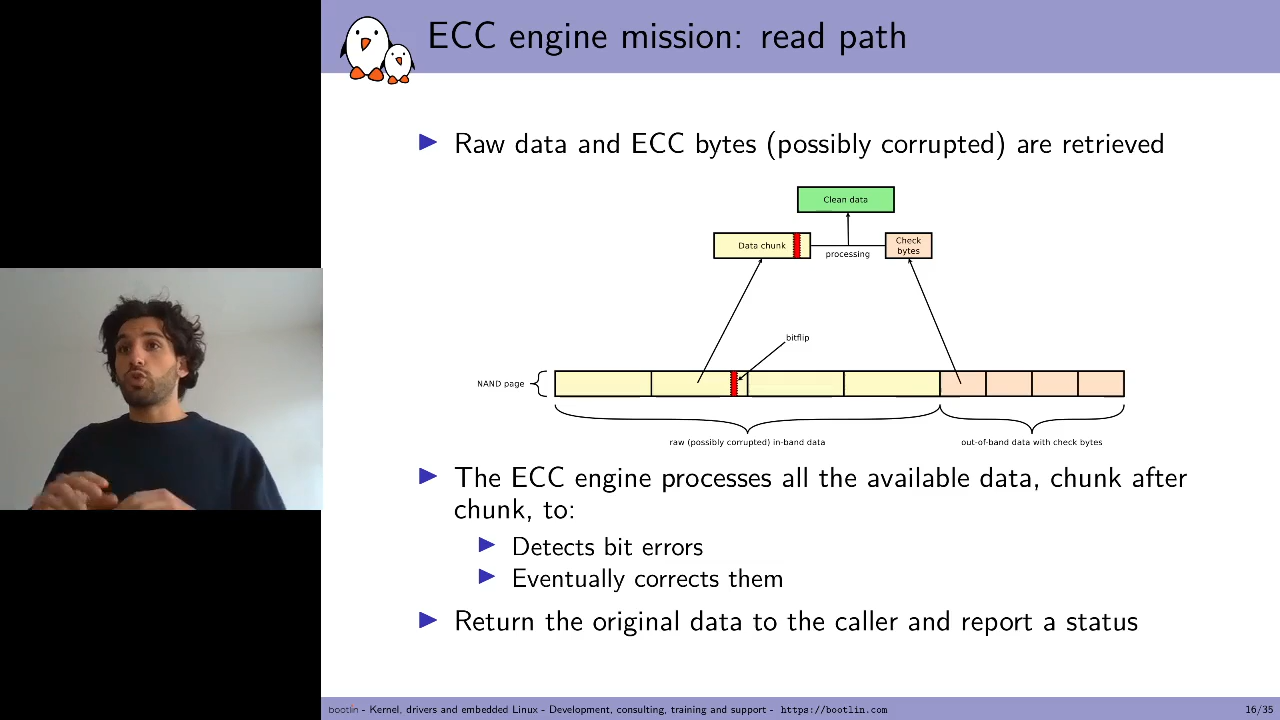 ECC engine mission: read path
Raw data and ECC bytes (possibly corrupted) are retrieved
Clean data
Data chunk
Check
bytes
processing
bitflip
NAND page
raw (possibly corrupted) in-band data
out-of-band data with check bytes
The ECC engine processes all the available data, chunk after
chunk, to:
Detects bit errors
Eventually corrects them
Return the original data to the caller and report a status
bootlin - Kernel, drivers and embedded Linux - Development, consulting, training and support - https://bootlin.com
16/35